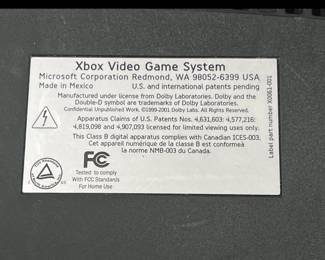 Xbox Video Game System
Microsoft Corporation Redmond, WA 98052-6399 USA
Made in Mexico U.S. and international patents pending
Manufactured under license from Dolby Laboratories. Dolby and the
Double-D symbol are trademarks of Dolby Laboratories.
Confidential Unpublished Work. ©1999-2001 Dolby Labs. All Rights Reserved.
Apparatus Claims of U.S. Patents Nos. 4,631,603; 4,577,216;
4,819,098 and 4,907,093 licensed for limited viewing uses only.
This Class B digital apparatus complies with Canadian ICES-003.
Cet appareil numérique de la classe B est conformeà
la norme NMB-003 du Canada.
FC
Tested to comply
With FCC Standards
For Home Use
Label part number X00061-001